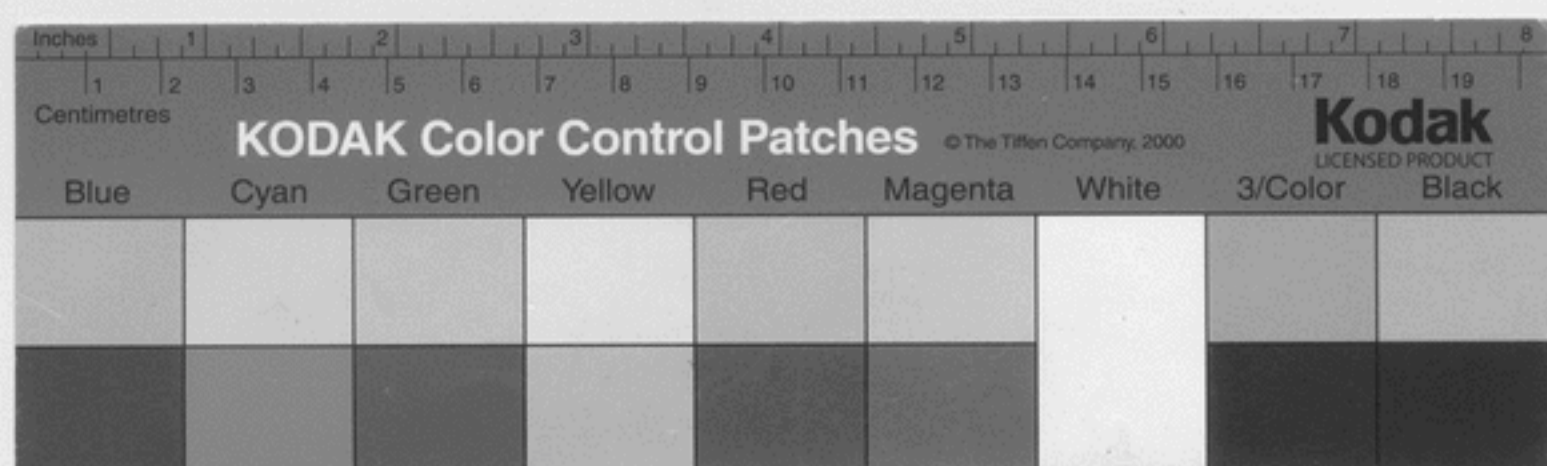 Inches 1 2 3 4 5 6 7 8
1 2 3 4 5 6 7 8 9 10 11 12 13 14 15 16 17 18 19
Centimetres
KODAK Color Control Patches © The Tiffen Company, 2000
Kodak
LICENSED PRODUCT
Blue Cyan Green Yellow Red Magenta White 3/Color Black